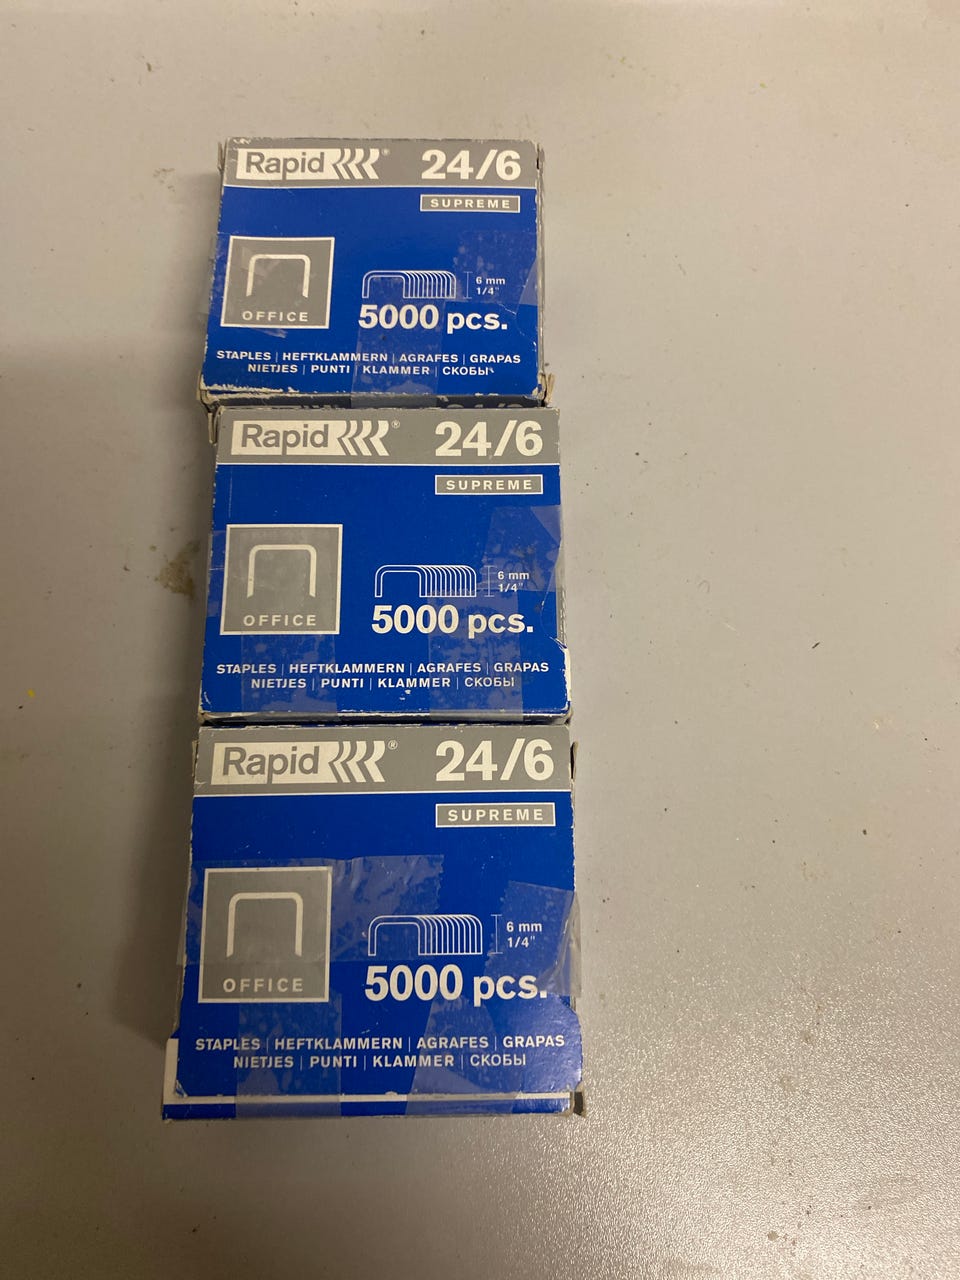 Rapid ® 24/6
SUPREME
6 mm
1/4"
OFFICE
5000 pcs.
STAPLES | HEFTKLAMMERN | AGRAFES | GRAPAS
NIETJES | PUNTI | KLAMMER | СКОБЫ
Rapid ® 24/6
SUPREME
6 mm
1/4"
OFFICE
5000 pcs.
STAPLES | HEFTKLAMMERN | AGRAFES | GRAPAS
NIETJES | PUNTI | KLAMMER | СКОБЫ
Rapid ® 24/6
SUPREME
6 mm
1/4"
OFFICE
5000 pcs.
STAPLES | HEFTKLAMMERN | AGRAFES | GRAPAS
NIETJES | PUNTI | KLAMMER | СКОБЫ